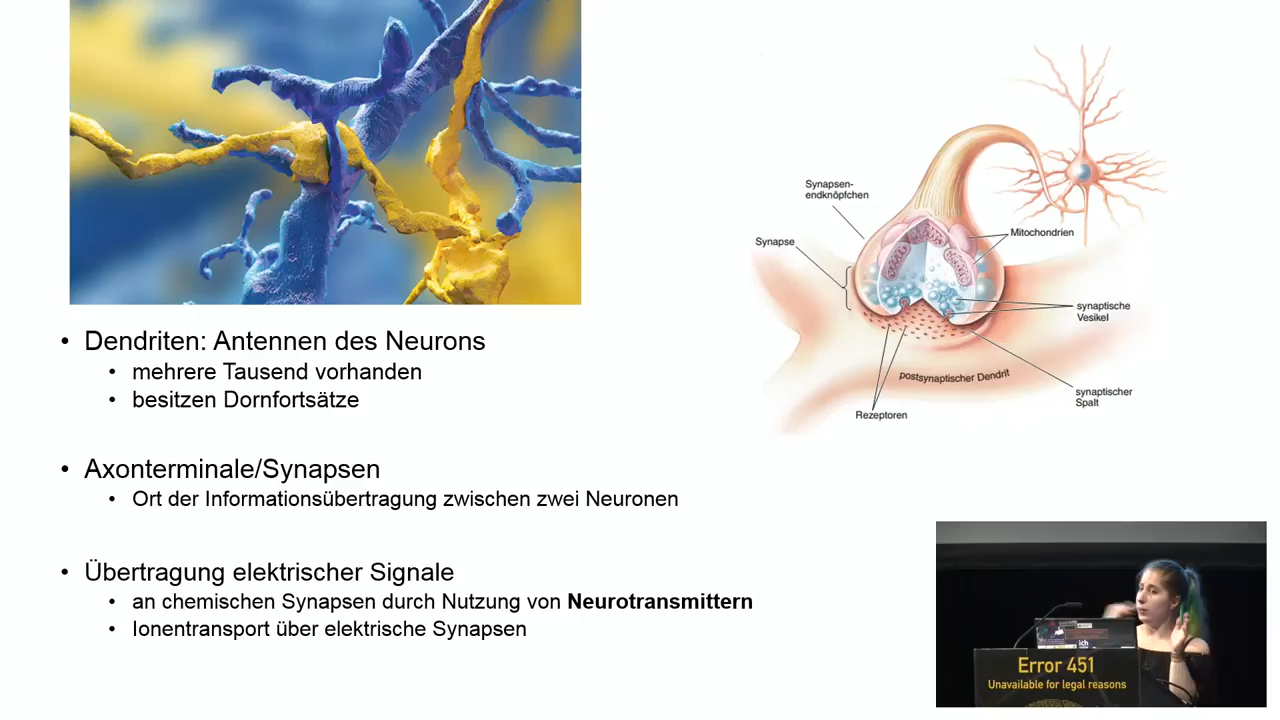 Synapsen-
endknöpfchen
Synapse
Mitochondrien
synaptische
Vesikel
postsynaptischer Dendrit
synaptischer
Spalt
Rezeptoren
• Dendriten: Antennen des Neurons
• mehrere Tausend vorhanden
• besitzen Dornfortsätze
• Axonterminale/Synapsen
• Ort der Informationsübertragung zwischen zwei Neuronen
• Übertragung elektrischer Signale
• an chemischen Synapsen durch Nutzung von Neurotransmittern
• Ionentransport über elektrische Synapsen
ich
Error 451
Unavailable for legal reasons